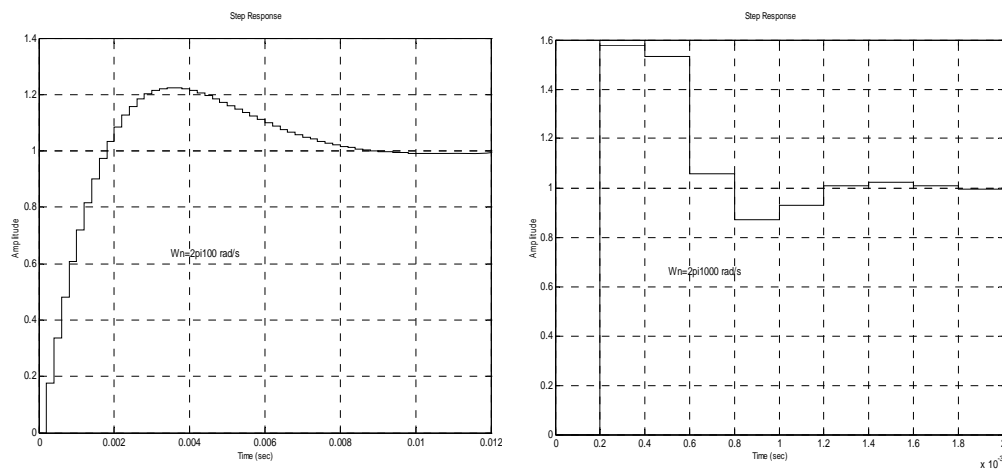 Step Response
1.4
1.2
1
0.8
0.6
0.4
0.2
0
Amplitude
Wn=2pi100 rad/s
0 0.002 0.004 0.006 0.008 0.01 0.012
Time (sec)
Step Response
1.6
1.4
1.2
1
0.8
0.6
0.4
0.2
0
Amplitude
Wn=2pi1000 rad/s
0 0.2 0.4 0.6 0.8 1 1.2 1.4 1.6 1.8 2
Time (sec)